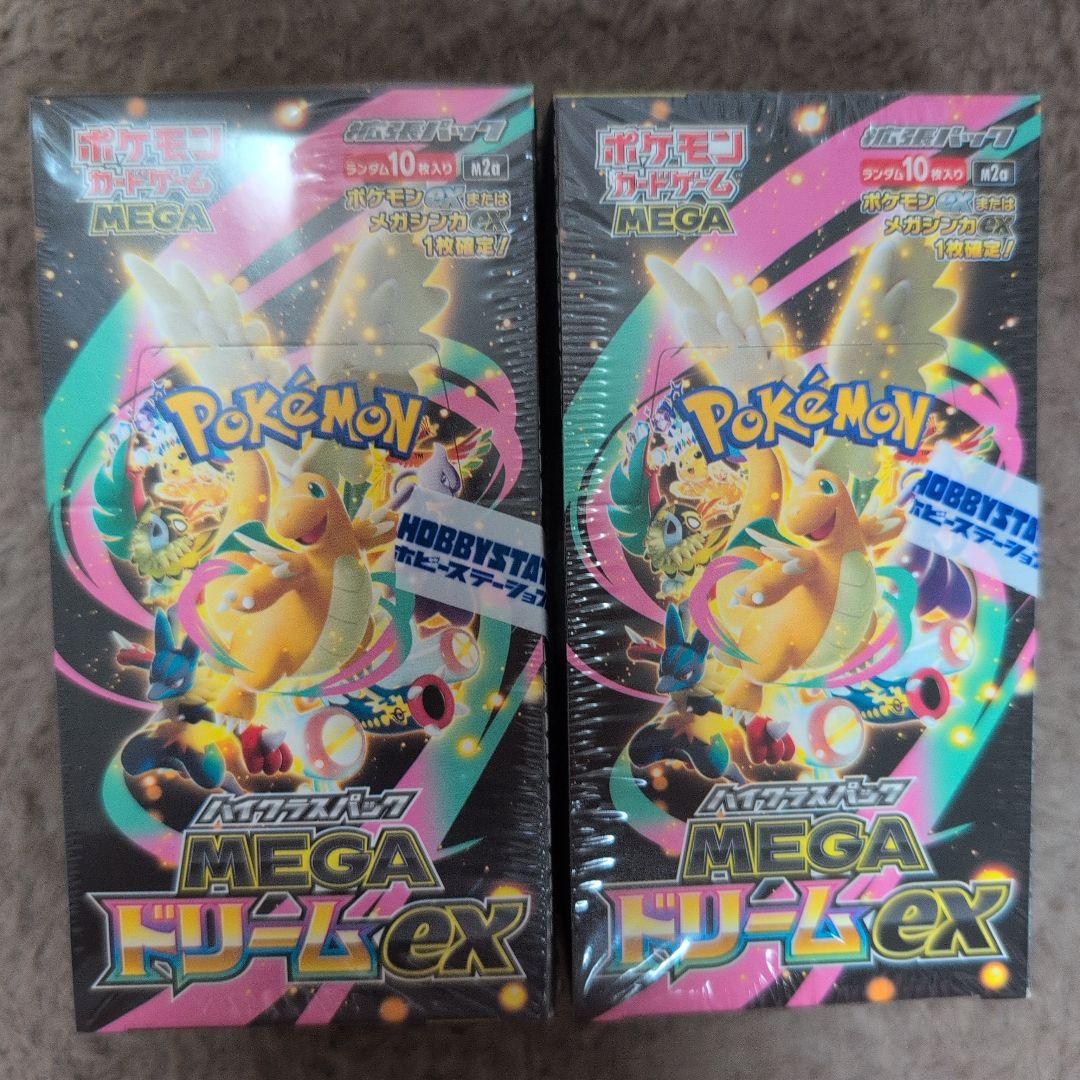 ポケモン
カードゲーム
MEGA
拡張パック
ランダム10枚入り
M2a
ポケモンexまたは
メガシンカex
1枚確定!
POKéMON
HOBBYSTAT
ホビーステーション
ハイクラスパック
MEGA
ドリームex
ポケモン
カードゲーム
MEGA
拡張パック
ランダム10枚入り
M2a
ポケモンexまたは
メガシンカex
1枚確定!
POKéMON
HOBBYSTA
ホビーステーション
ハイクラスパック
MEGA
ドリームex